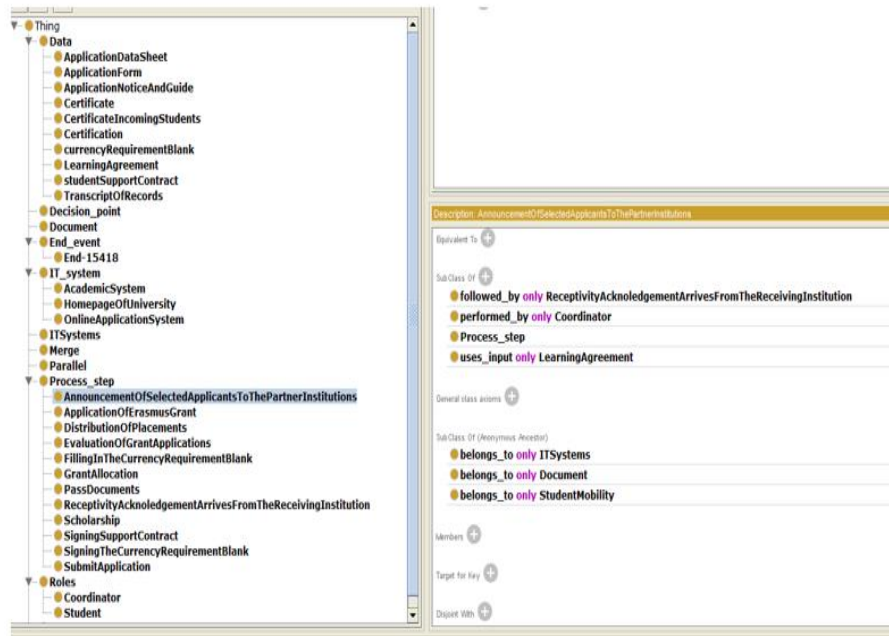 Thing
Data
ApplicationDataSheet
ApplicationForm
ApplicationNoticeAndGuide
Certificate
CertificateIncomingStudents
Certification
currencyRequirementBlank
LearningAgreement
studentSupportContract
TranscriptOfRecords
Decision_point
Document
End_event
End-15418
IT_system
AcademicSystem
HomepageOfUniversity
OnlineApplicationSystem
ITSystems
Merge
Parallel
Process_step
AnnouncementOfSelectedApplicantsToThePartnerInstitutions
ApplicationOfErasmusGrant
DistributionOfPlacements
EvaluationOfGrantApplications
FillingInTheCurrencyRequirementBlank
GrantAllocation
PassDocuments
ReceptivityAcknoledgementArrivesFromTheReceivingInstitution
Scholarship
SigningSupportContract
SigningTheCurrencyRequirementBlank
SubmitApplication
Roles
Coordinator
Student
Description: AnnouncementOfSelectedApplicantsToThePartnerInstitutions
Equivalent To
SubClass Of
followed_by only ReceptivityAcknoledgementArrivesFromTheReceivingInstitution
performed_by only Coordinator
Process_step
uses_input only LearningAgreement
General class axioms
SubClass Of (Anonymous Ancestor)
belongs_to only ITSystems
belongs_to only Document
belongs_to only StudentMobility
Members
Target for Key
Disjoint With